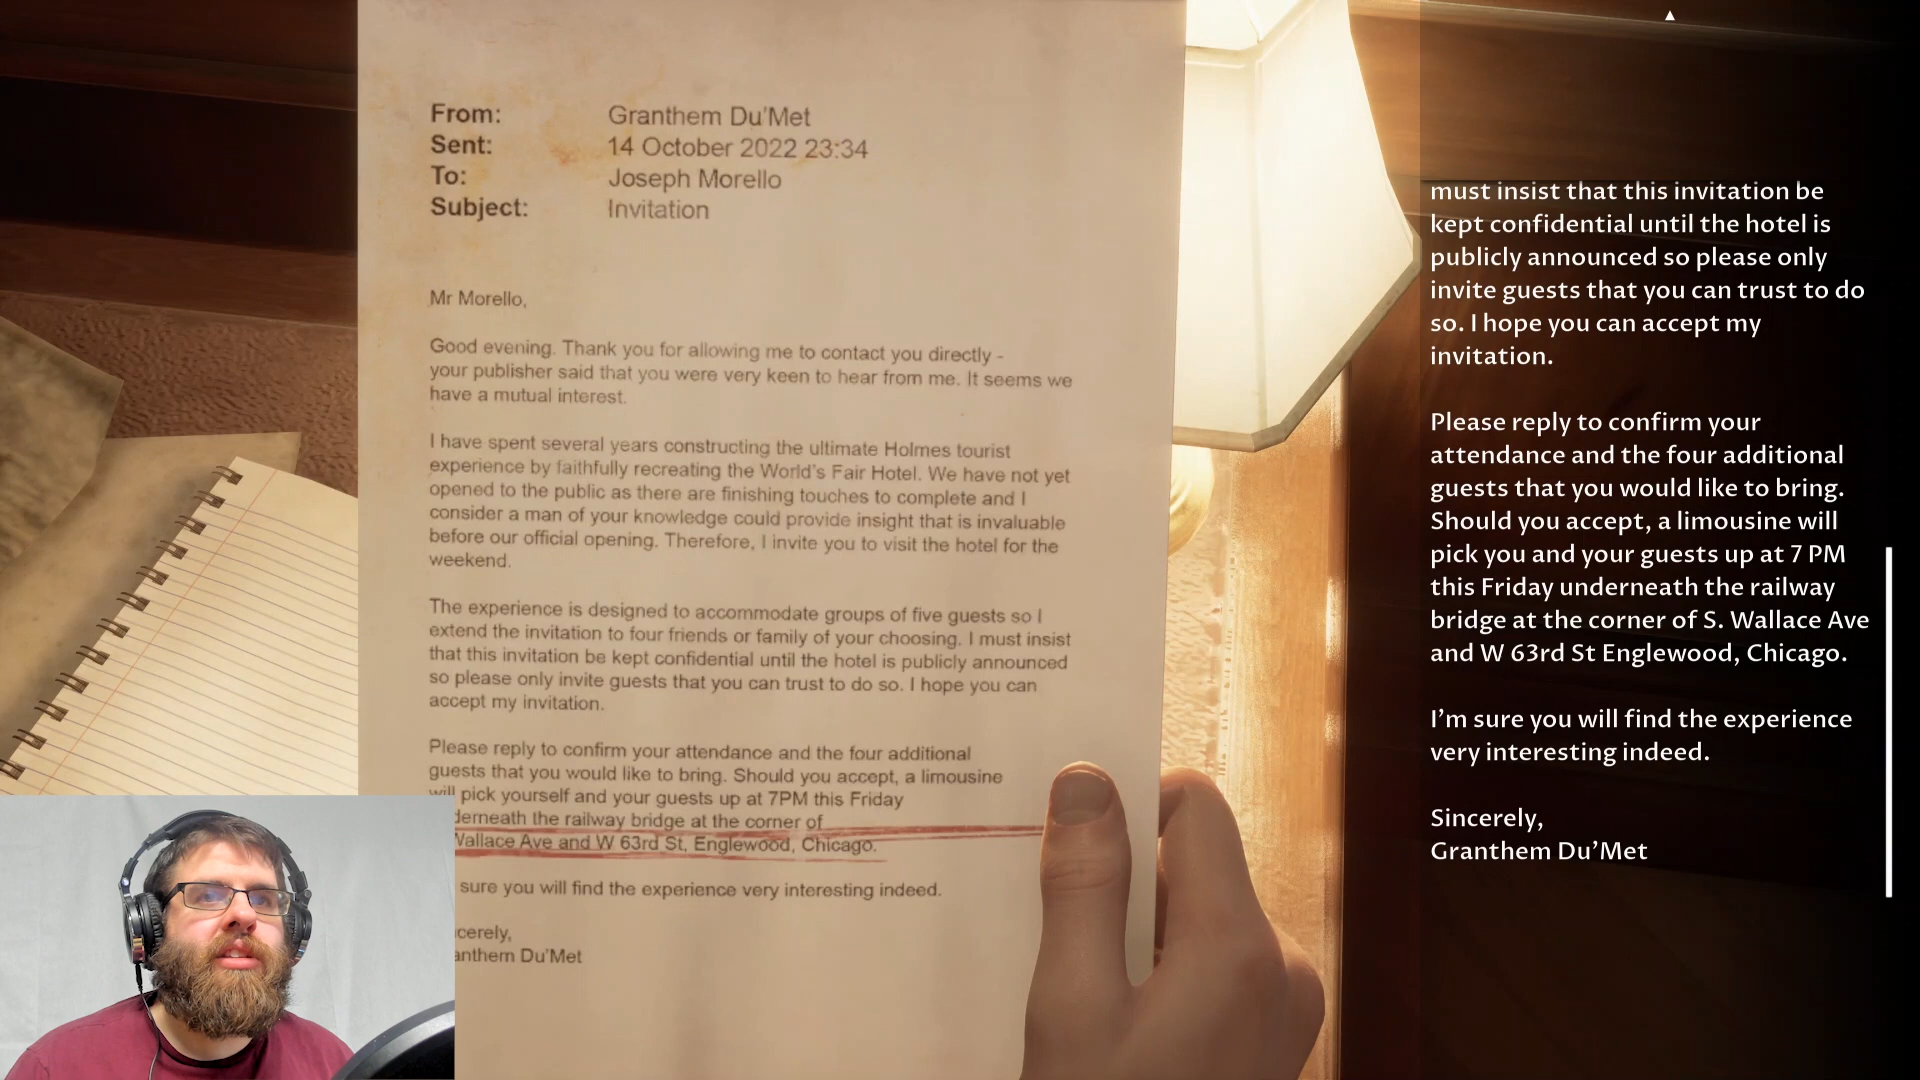 From: Granthem Du'Met
Sent: 14 October 2022 23:34
To: Joseph Morello
Subject: Invitation
Mr Morello,
Good evening. Thank you for allowing me to contact you directly -
your publisher said that you were very keen to hear from me. It seems we
have a mutual interest.
I have spent several years constructing the ultimate Holmes tourist
experience by faithfully recreating the World's Fair Hotel. We have not yet
opened to the public as there are finishing touches to complete and I
consider a man of your knowledge could provide insight that is invaluable
before our official opening. Therefore, I invite you to visit the hotel for the
weekend.
The experience is designed to accommodate groups of five guests so I
extend the invitation to four friends or family of your choosing. I must insist
that this invitation be kept confidential until the hotel is publicly announced
so please only invite guests that you can trust to do so. I hope you can
accept my invitation.
Please reply to confirm your attendance and the four additional
guests that you would like to bring. Should you accept, a limousine
will pick yourself and your guests up at 7PM this Friday
derneath the railway bridge at the corner of
Wallace Ave and W 63rd St, Englewood, Chicago.
sure you will find the experience very interesting indeed.
cerely,
anthem Du'Met
must insist that this invitation be
kept confidential until the hotel is
publicly announced so please only
invite guests that you can trust to do
so. I hope you can accept my
invitation.
Please reply to confirm your
attendance and the four additional
guests that you would like to bring.
Should you accept, a limousine will
pick you and your guests up at 7 PM
this Friday underneath the railway
bridge at the corner of S. Wallace Ave
and W 63rd St Englewood, Chicago.
I'm sure you will find the experience
very interesting indeed.
Sincerely,
Granthem Du'Met